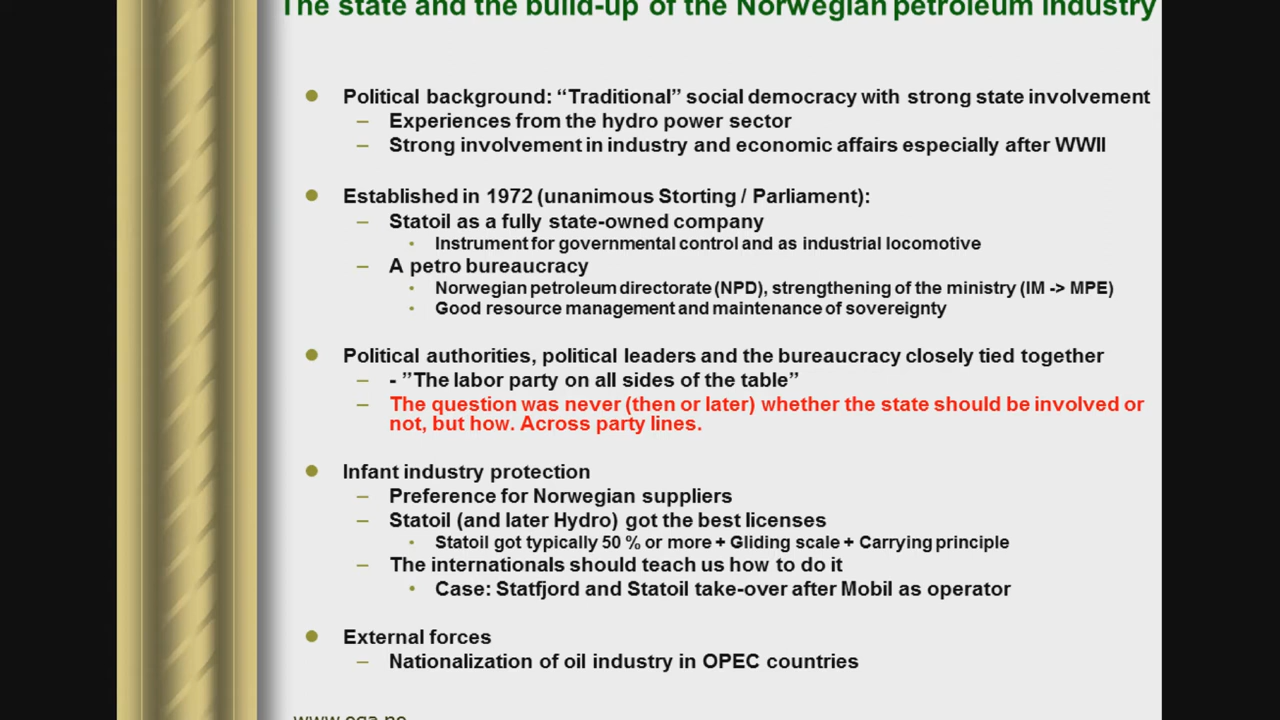 The state and the build-up of the Norwegian petroleum industry
● Political background: “Traditional” social democracy with strong state involvement
– Experiences from the hydro power sector
– Strong involvement in industry and economic affairs especially after WWII
● Established in 1972 (unanimous Storting / Parliament):
– Statoil as a fully state-owned company
• Instrument for governmental control and as industrial locomotive
– A petro bureaucracy
• Norwegian petroleum directorate (NPD), strengthening of the ministry (IM -> MPE)
• Good resource management and maintenance of sovereignty
● Political authorities, political leaders and the bureaucracy closely tied together
– - ”The labor party on all sides of the table”
– The question was never (then or later) whether the state should be involved or
not, but how. Across party lines.
● Infant industry protection
– Preference for Norwegian suppliers
– Statoil (and later Hydro) got the best licenses
• Statoil got typically 50 % or more + Gliding scale + Carrying principle
– The internationals should teach us how to do it
• Case: Statfjord and Statoil take-over after Mobil as operator
● External forces
– Nationalization of oil industry in OPEC countries